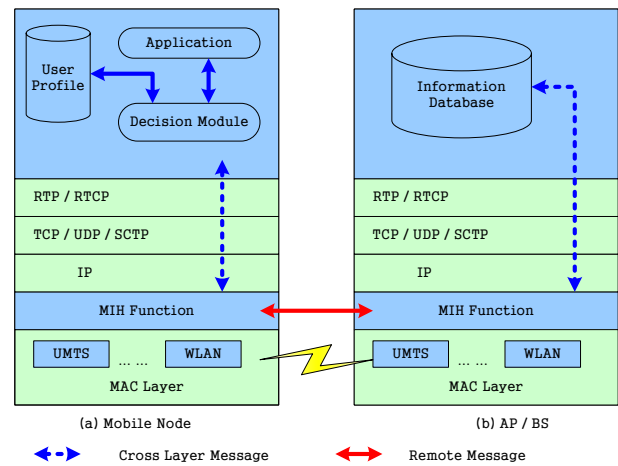 User
Profile
Application
Decision Module
RTP / RTCP
TCP / UDP / SCTP
IP
MIH Function
UMTS
... ...
WLAN
MAC Layer
(a) Mobile Node
Information
Database
RTP / RTCP
TCP / UDP / SCTP
IP
MIH Function
UMTS
... ...
WLAN
MAC Layer
(b) AP / BS
Cross Layer Message
Remote Message